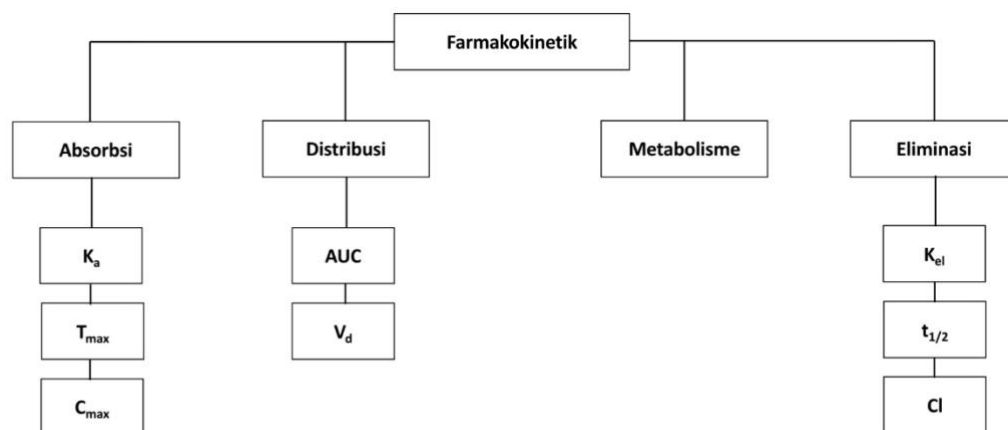 Farmakokinetik
Absorbsi
Distribusi
Metabolisme
Eliminasi
Ka
AUC
Kel
Tmax
Vd
t1/2
Cmax
Cl